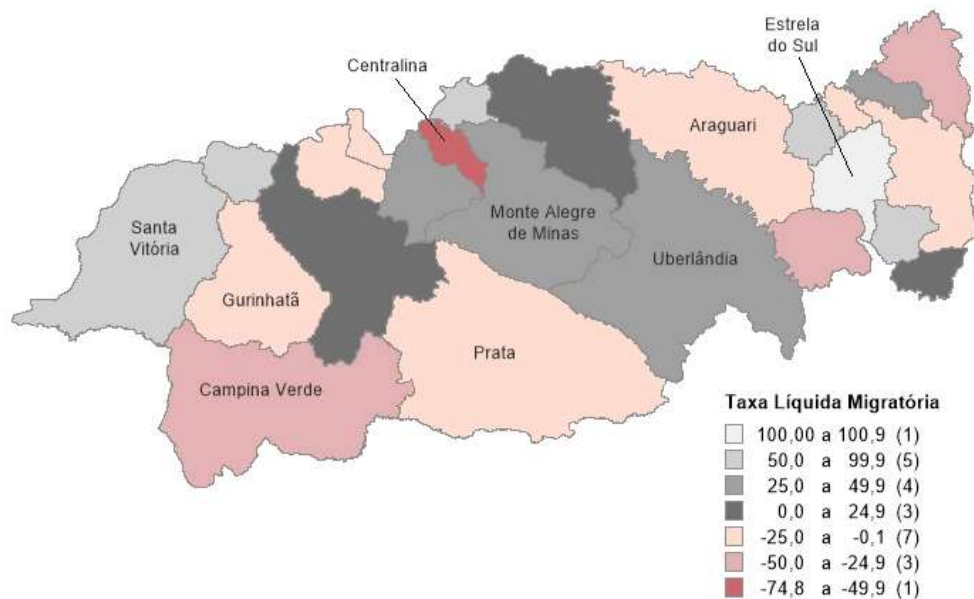 Estrela
do Sul
Centralina
Araguari
Santa
Vitória
Monte Alegre
de Minas
Uberlândia
Gurinhatã
Prata
Campina Verde
Taxa Líquida Migratória
100,00 a 100,9 (1)
50,0 a 99,9 (5)
25,0 a 49,9 (4)
0,0 a 24,9 (3)
-25,0 a -0,1 (7)
-50,0 a -24,9 (3)
-74,8 a -49,9 (1)